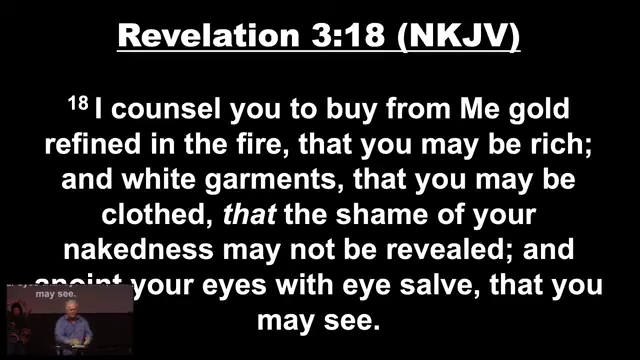 Revelation 3:18 (NKJV)
18 I counsel you to buy from Me gold
refined in the fire, that you may be rich;
and white garments, that you may be
clothed, that the shame of your
nakedness may not be revealed; and
anoint your eyes with eye salve, that you
may see.
may see.